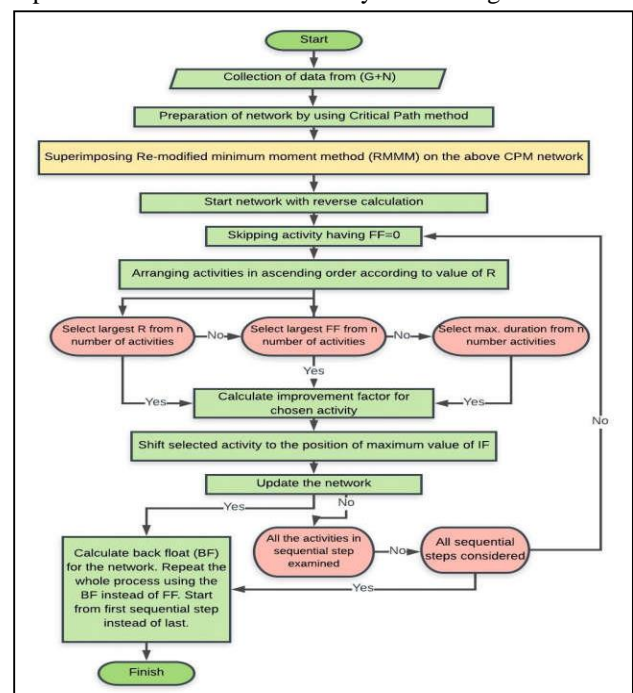 Start
Collection of data from (G+N)
Preparation of network by using Critical Path method
Superimposing Re-modified minimum moment method (RMMM) on the above CPM network
Start network with reverse calculation
Skipping activity having FF=0
Arranging activities in ascending order according to value of R
Select largest R from n
number of activities
No
Select largest FF from n
number of activities
No
Select max. duration from n
number activities
Yes
Yes
Yes
Calculate improvement factor for
chosen activity
No
Shift selected activity to the position of maximum value of IF
Update the network
Yes
No
Calculate back float (BF)
for the network. Repeat the
whole process using the
BF instead of FF. Start
from first sequential step
instead of last.
All the activities in
sequential step
examined
No
All sequential
steps considered
Yes
Finish